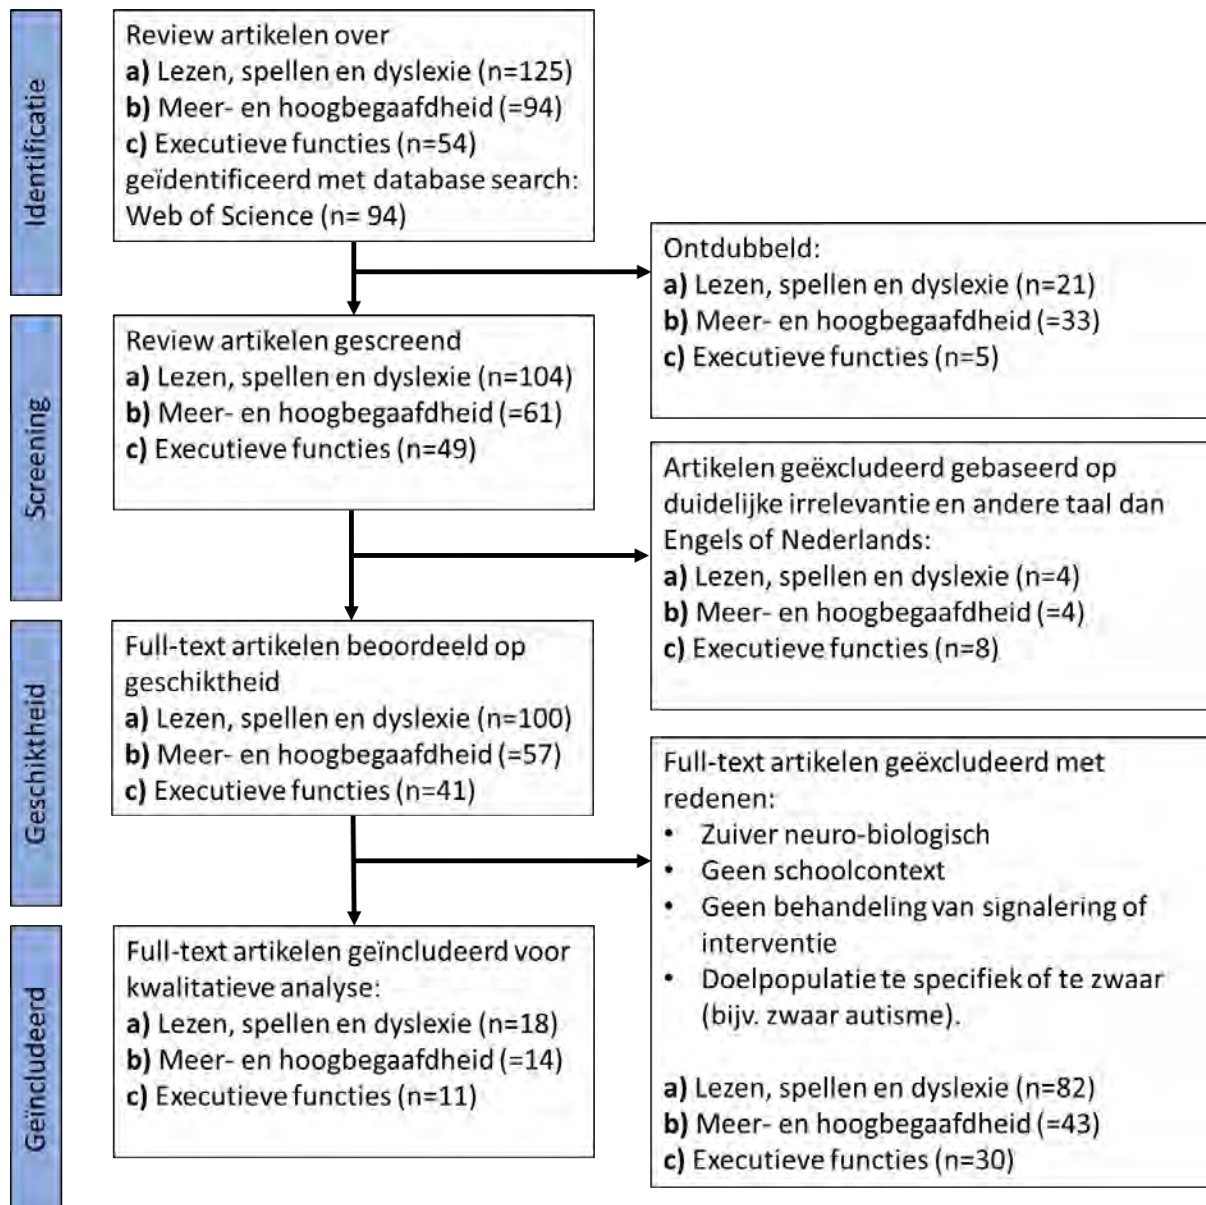 Identificatie
Review artikelen over
a) Lezen, spellen en dyslexie (n=125)
b) Meer- en hoogbegaafdheid (=94)
c) Executieve functies (n=54)
geïdentificeerd met database search:
Web of Science (n= 94)
Ontdubbeld:
a) Lezen, spellen en dyslexie (n=21)
b) Meer- en hoogbegaafdheid (=33)
c) Executieve functies (n=5)
Screening
Review artikelen gescreend
a) Lezen, spellen en dyslexie (n=104)
b) Meer- en hoogbegaafdheid (=61)
c) Executieve functies (n=49)
Artikelen geëxcludeerd gebaseerd op
duidelijke irrelevantie en andere taal dan
Engels of Nederlands:
a) Lezen, spellen en dyslexie (n=4)
b) Meer- en hoogbegaafdheid (=4)
c) Executieve functies (n=8)
Geschiktheid
Full-text artikelen beoordeeld op
geschiktheid
a) Lezen, spellen en dyslexie (n=100)
b) Meer- en hoogbegaafdheid (=57)
c) Executieve functies (n=41)
Full-text artikelen geëxcludeerd met
redenen:
• Zuiver neuro-biologisch
• Geen schoolcontext
• Geen behandeling van signalering of
interventie
• Doelpopulatie te specifiek of te zwaar
(bijv. zwaar autisme).
a) Lezen, spellen en dyslexie (n=82)
b) Meer- en hoogbegaafdheid (=43)
c) Executieve functies (n=30)
Geïncludeerd
Full-text artikelen geïncludeerd voor
kwalitatieve analyse:
a) Lezen, spellen en dyslexie (n=18)
b) Meer- en hoogbegaafdheid (=14)
c) Executieve functies (n=11)